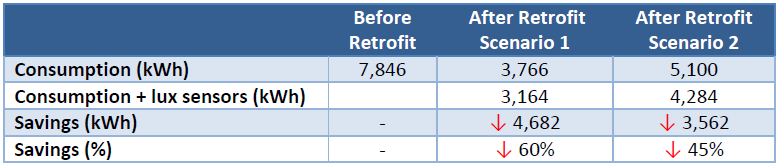 Before Retrofit After Retrofit Scenario 1 After Retrofit Scenario 2
Consumption (kWh) 7,846 3,766 5,100
Consumption + lux sensors (kWh) 3,164 4,284
Savings (kWh) - ↓ 4,682 ↓ 3,562
Savings (%) - ↓ 60% ↓ 45%